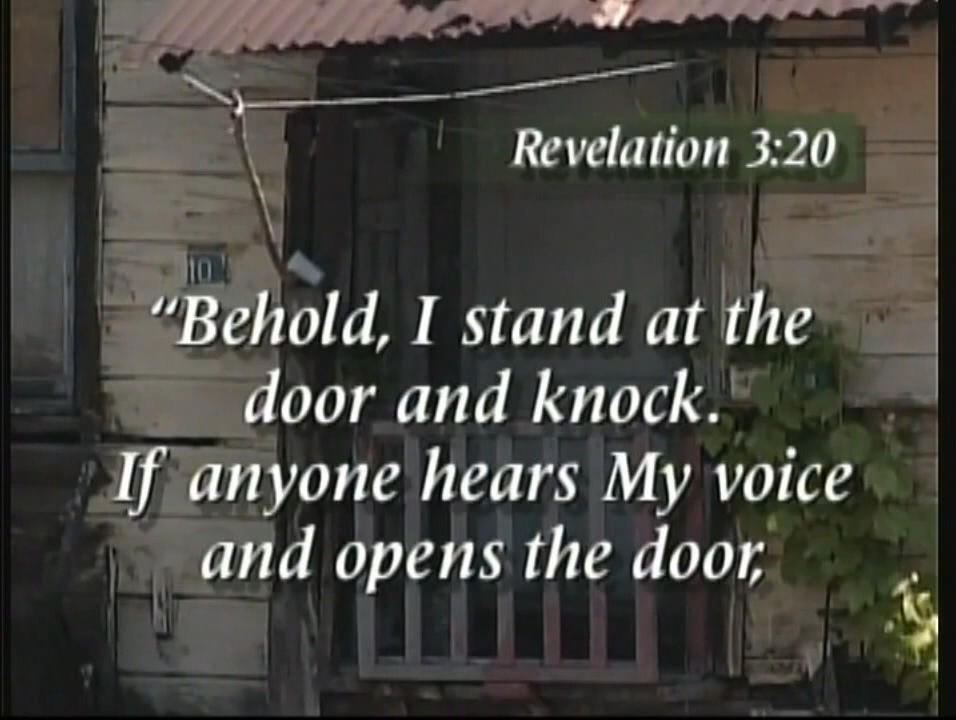 Revelation 3:20
10
“Behold, I stand at the
door and knock.
If anyone hears My voice
and opens the door,